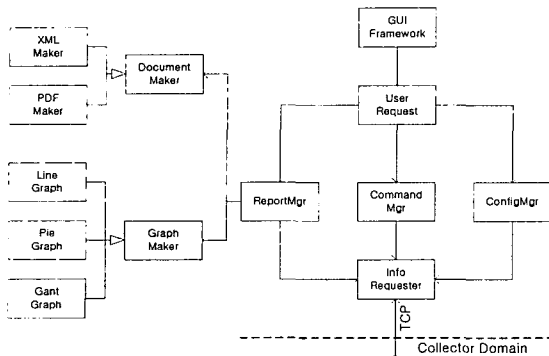 XML
Maker
PDF
Maker
Document
Maker
Line
Graph
Pie
Graph
Gant
Graph
Graph
Maker
GUI
Framework
User
Request
ReportMgr
Command
Mgr
ConfigMgr
Info
Requester
TCP
Collector Domain